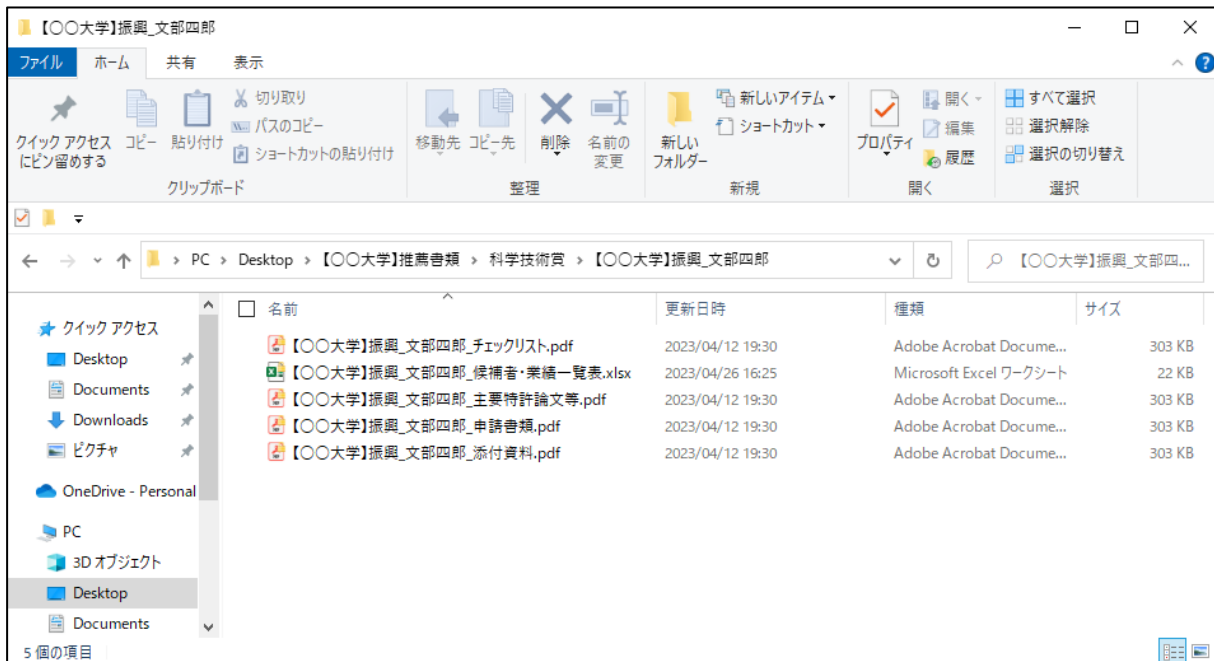 【〇〇大学】振興_文部四郎
ファイル ホーム 共有 表示
クイック アクセス
にピン留めする
コピー
貼り付け
切り取り
パスのコピー
ショートカットの貼り付け
クリップボード
移動先
コピー先
削除
名前の
変更
整理
新しい
フォルダー
新しいアイテム
ショートカット
新規
プロパティ
開く
編集
履歴
開く
すべて選択
選択解除
選択の切り替え
選択
PC > Desktop > 【〇〇大学】推薦書類 > 科学技術賞 > 【〇〇大学】振興_文部四郎
【〇〇大学】振興_文部四...
クイック アクセス
Desktop
Documents
Downloads
ピクチャ
OneDrive - Personal
PC
3D オブジェクト
Desktop
Documents
名前 更新日時 種類 サイズ
【〇〇大学】振興_文部四郎_チェックリスト.pdf 2023/04/12 19:30 Adobe Acrobat Docume... 303 KB
【〇〇大学】振興_文部四郎_候補者・業績一覧表.xlsx 2023/04/26 16:25 Microsoft Excel ワークシート 22 KB
【〇〇大学】振興_文部四郎_主要特許論文等.pdf 2023/04/12 19:30 Adobe Acrobat Docume... 303 KB
【〇〇大学】振興_文部四郎_申請書類.pdf 2023/04/12 19:30 Adobe Acrobat Docume... 303 KB
【〇〇大学】振興_文部四郎_添付資料.pdf 2023/04/12 19:30 Adobe Acrobat Docume... 303 KB
5 個の項目